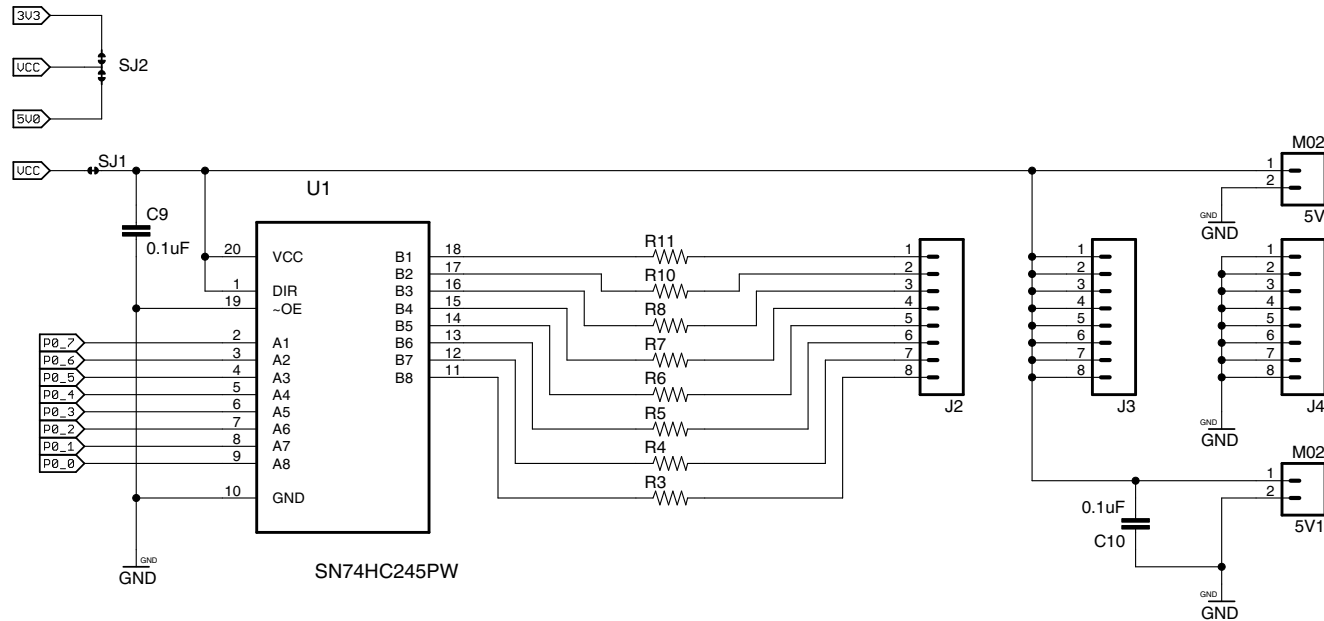 3V3
VCC
SJ2
5V0
VCC
SJ1
M02
1
2
5V
GND
GND
U1
C9
0.1uF
20 VCC B1 18
1 DIR B2 17
19 ~OE B3 16
B4 15
B5 14
P0_7 2 A1 B6 13
P0_6 3 A2 B7 12
P0_5 4 A3 B8 11
P0_4 5 A4
P0_3 6 A5
P0_2 7 A6
P0_1 8 A7
P0_0 9 A8
10 GND
GND
GND
SN74HC245PW
R11
R10
R8
R7
R6
R5
R4
R3
1
2
3
4
5
6
7
8
J2
1
2
3
4
5
6
7
8
J3
1
2
3
4
5
6
7
8
J4
GND
GND
M02
1
2
5V1
0.1uF
C10
GND
GND